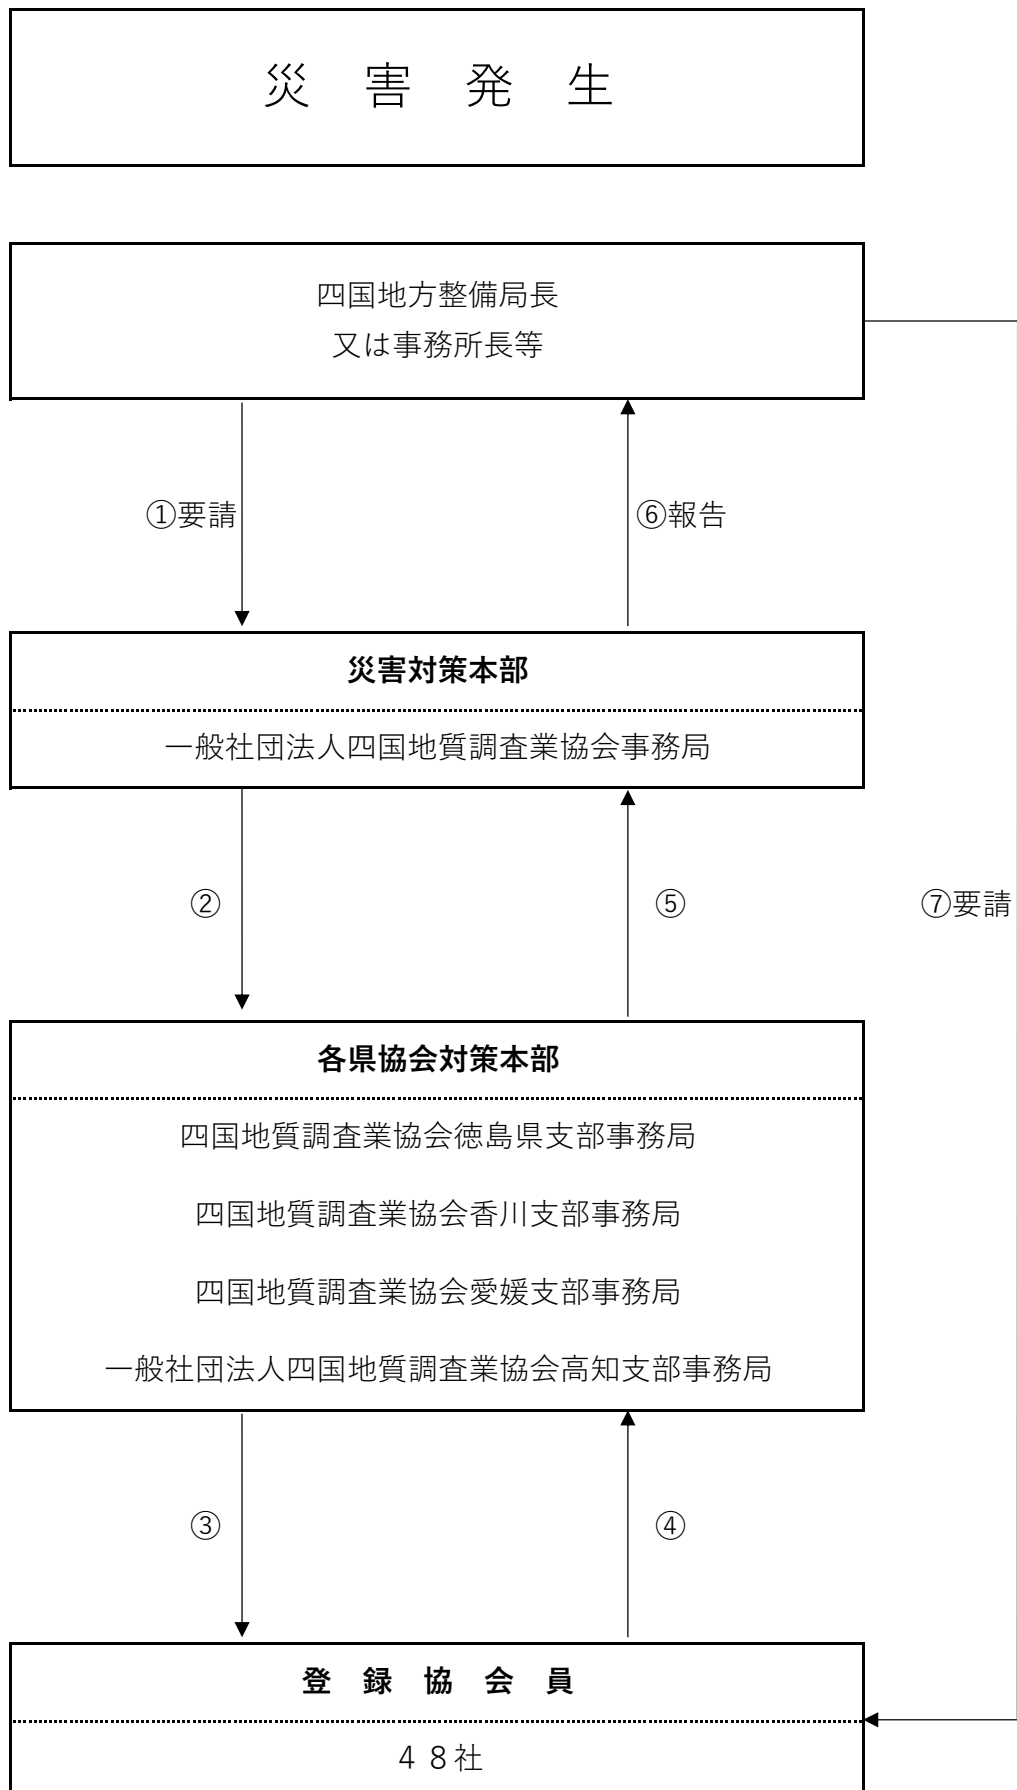 災　害　発　生
四国地方整備局長
又は事務所長等
①要請
⑥報告
災害対策本部
一般社団法人四国地質調査業協会事務局
②
⑤
⑦要請
各県協会対策本部
四国地質調査業協会徳島県支部事務局
四国地質調査業協会香川支部事務局
四国地質調査業協会愛媛支部事務局
一般社団法人四国地質調査業協会高知支部事務局
③
④
登　録　協　会　員
４８社